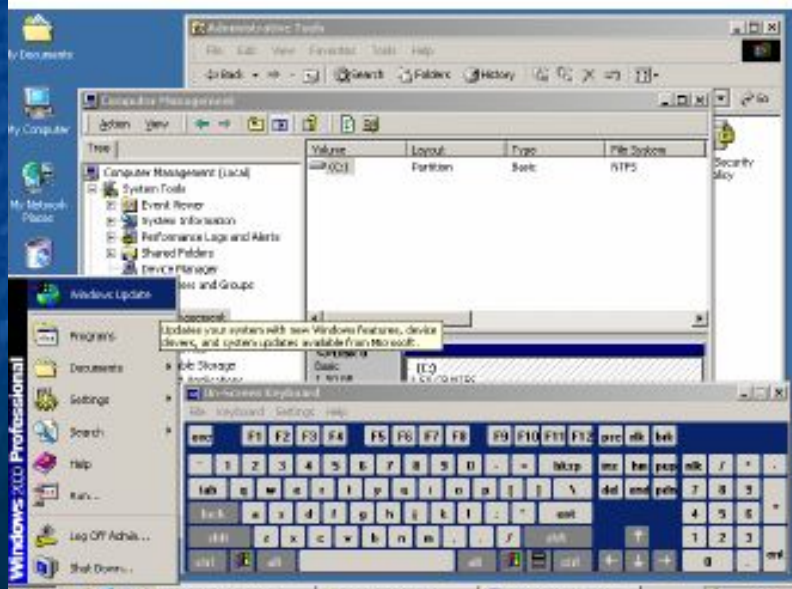 My Documents
Administrative Tools
File Edit View Favorites Tools Help
Back Search Folders History
My Computer
Computer Management
Go
Action View
Tree
Volume Layout Type File System
(C:) Partition Basic NTFS
Security
Computer Management (Local)
System Tools
Event Viewer
System Information
Performance Logs and Alerts
Shared Folders
Device Manager
and Groups
My Network
Places
Windows Update
Updates your system with new Windows features, device
drivers, and system updates available from Microsoft.
Programs
Documents
Storage
Basic
(C:)
Settings
Search
Help
Run...
Log Off Admin...
Shut Down...
Windows 2000 Professional
On-Screen Keyboard
File Keyboard Settings Help
esc F1 F2 F3 F4 F5 F6 F7 F8 F9 F10 F11 F12 psc slk brk
` 1 2 3 4 5 6 7 8 9 0 - = bksp ins hm pup nlk / * -
tab q w e r t y u i o p [ ] \ del end pdn 7 8 9 +
lock a s d f g h j k l ; ' ent 4 5 6
shft z x c v b n m , . / shft 1 2 3
ctrl alt alt ctrl 0 . ent